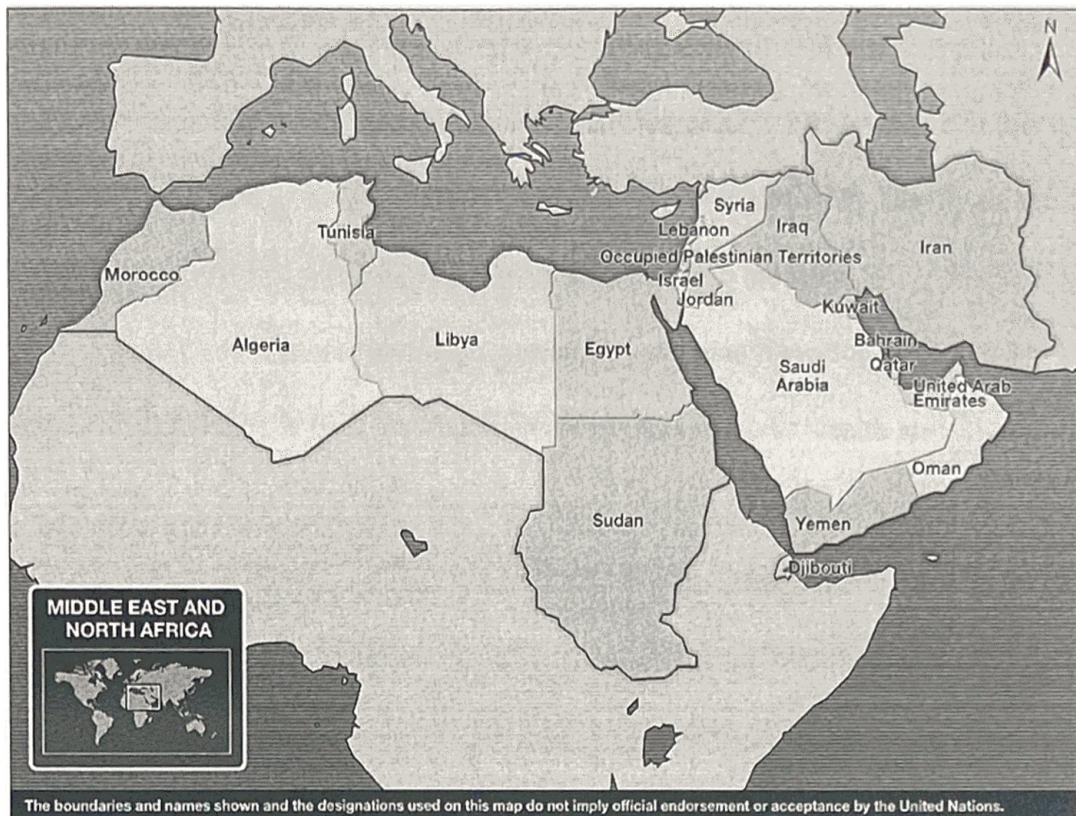 N
Syria
Lebanon
Iraq
Iran
Tunisia
Occupied Palestinian Territories
Morocco
Israel
Jordan
Kuwait
Algeria
Libya
Egypt
Bahrain
Saudi
Arabia
Qatar
United Arab
Emirates
Oman
Sudan
Yemen
Djibouti
MIDDLE EAST AND
NORTH AFRICA
The boundaries and names shown and the designations used on this map do not imply official endorsement or acceptance by the United Nations.